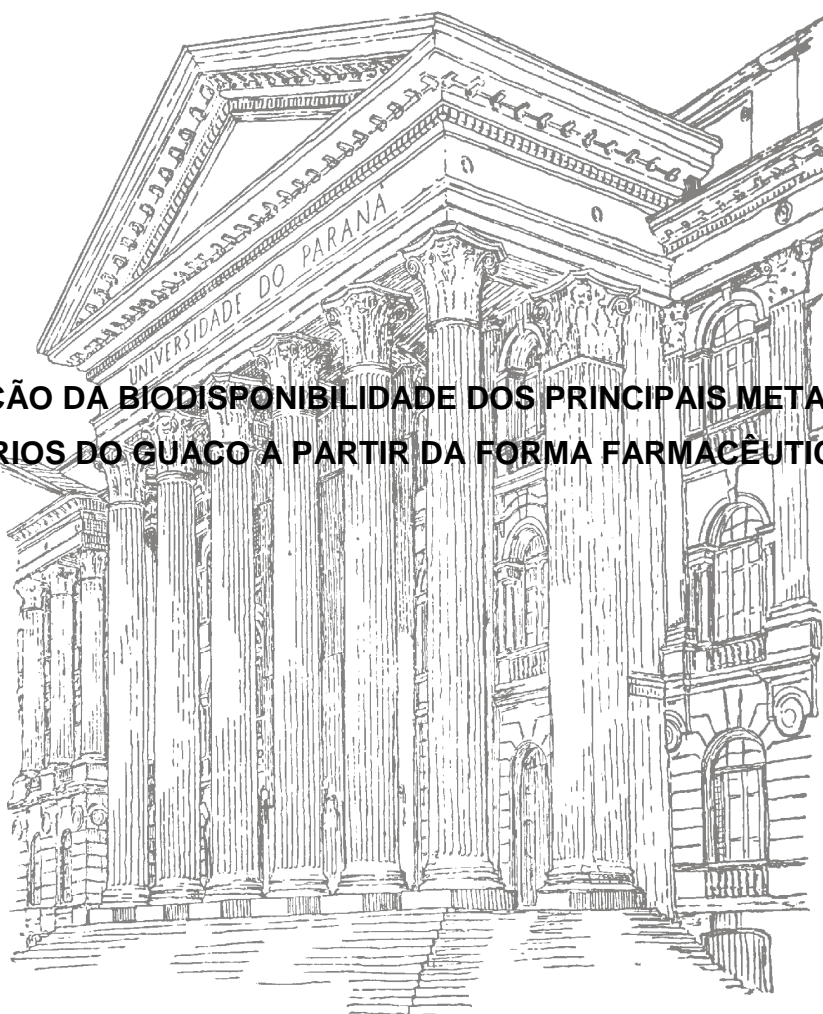 UNIVERSIDADE DO PARANÁ
ÇÃO DA BIODISPONIBILIDADE DOS PRINCIPAIS META
RIOS DO GUACO A PARTIR DA FORMA FARMACÊUTIC